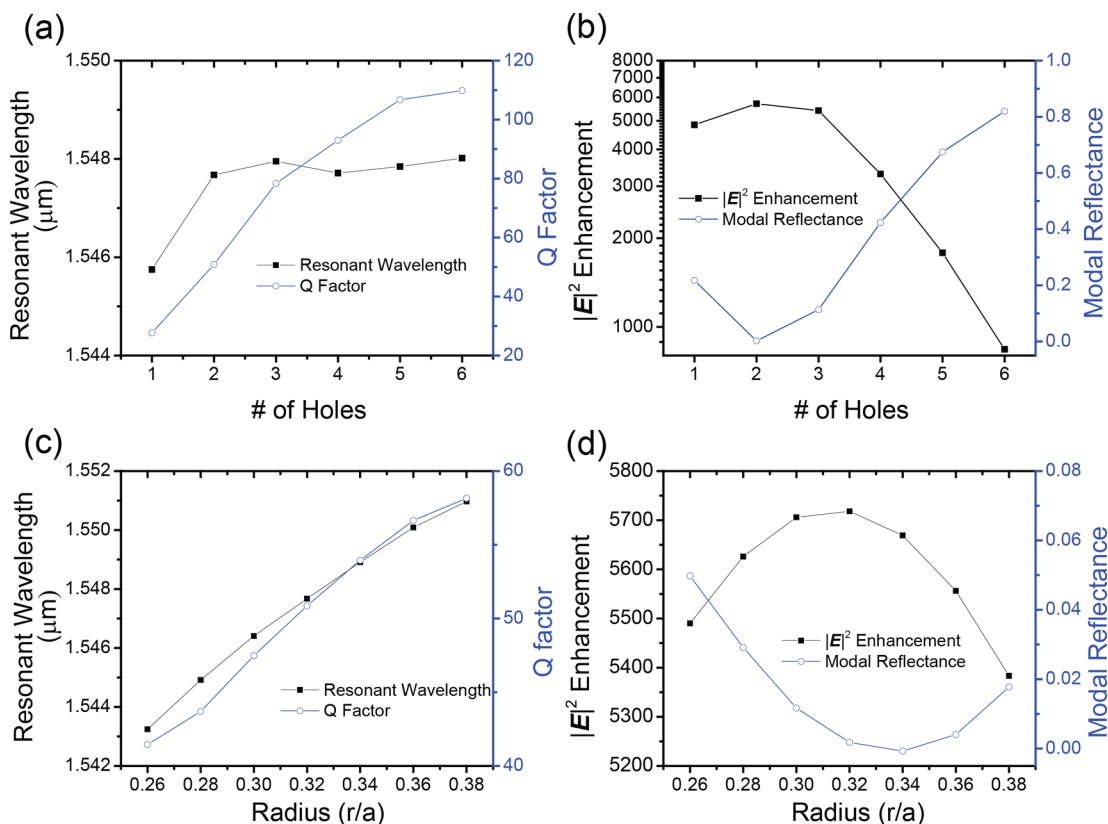 (a)
1.550
1.548
1.546
1.544
Resonant Wavelength
(μm)
120
100
80
60
40
20
Q Factor
Resonant Wavelength
Q Factor
1 2 3 4 5 6
# of Holes
(b)
8000
7000
6000
5000
4000
3000
2000
1000
|E|² Enhancement
1.0
0.8
0.6
0.4
0.2
0.0
Modal Reflectance
|E|² Enhancement
Modal Reflectance
1 2 3 4 5 6
# of Holes
(c)
1.552
1.550
1.548
1.546
1.544
1.542
Resonant Wavelength
(μm)
60
50
40
Q factor
Resonant Wavelength
Q Factor
0.26 0.28 0.30 0.32 0.34 0.36 0.38
Radius (r/a)
(d)
5800
5700
5600
5500
5400
5300
5200
|E|² Enhancement
0.08
0.06
0.04
0.02
0.00
Modal Reflectance
|E|² Enhancement
Modal Reflectance
0.26 0.28 0.30 0.32 0.34 0.36 0.38
Radius (r/a)